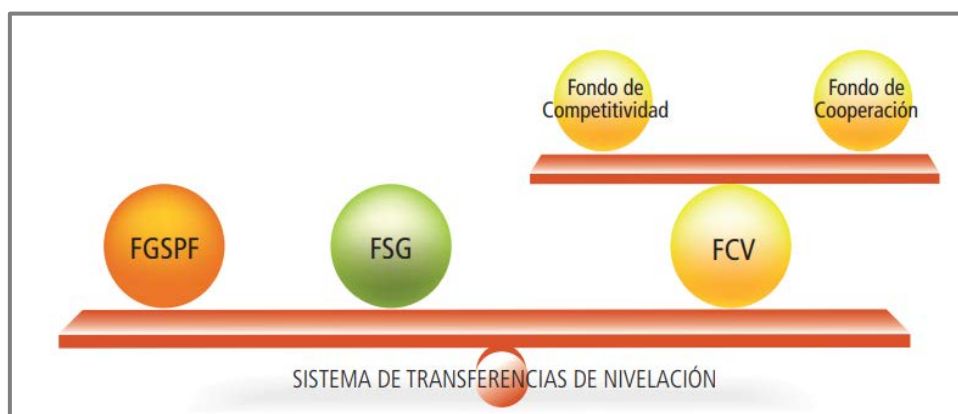 Fondo de
Competitividad
Fondo de
Cooperación
FGSPF
FSG
FCV
SISTEMA DE TRANSFERENCIAS DE NIVELACIÓN